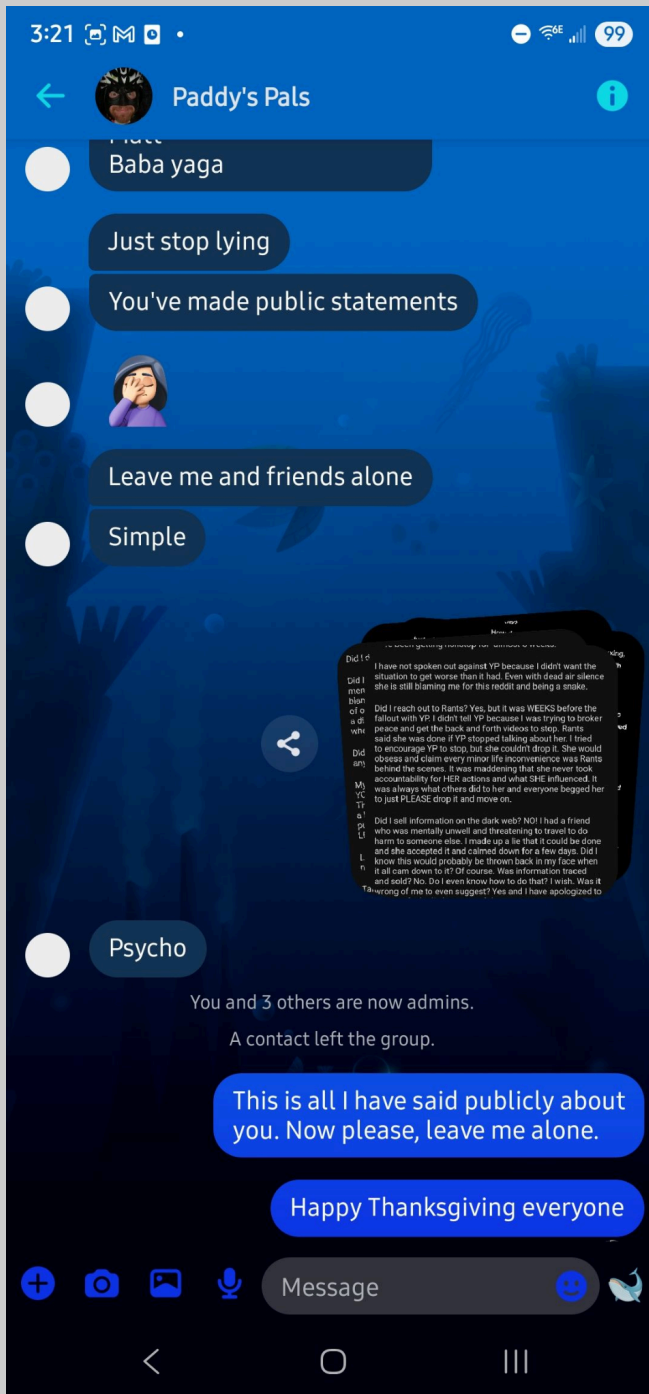 3:21
6E
99
Paddy's Pals
Baba yaga
Just stop lying
You've made public statements
Leave me and friends alone
Simple
I have not spoken out against YP because I didn't want the
situation to get worse than it had. Even with dead air silence
she is still blaming me for this reddit and being a snake.
Did I reach out to Rants? Yes, but it was WEEKS before the
fallout with YP. I didn't tell YP because I was trying to broker
peace and get the back and forth videos to stop. Rants
said she was done if YP stopped talking about her. I tried
to encourage YP to stop, but she couldn't drop it. She would
obsess and claim every minor life inconvenience was Rants
behind the scenes. It was maddening that she never took
accountability for HER actions and what SHE influenced. It
was always what others did to her and everyone begged her
to just PLEASE drop it and move on.
Did I sell information on the dark web? NO! I had a friend
who was mentally unwell and threatening to travel to do
harm to someone else. I made up a lie that it could be done
and she accepted it and calmed down for a few days. Did I
know this would probably be thrown back in my face when
it all cam down to it? Of course. Was information traced
and sold? No. Do I even know how to do that? I wish. Was it
wrong of me to even suggest? Yes and I have apologized to
Psycho
You and 3 others are now admins.
A contact left the group.
This is all I have said publicly about
you. Now please, leave me alone.
Happy Thanksgiving everyone
Message